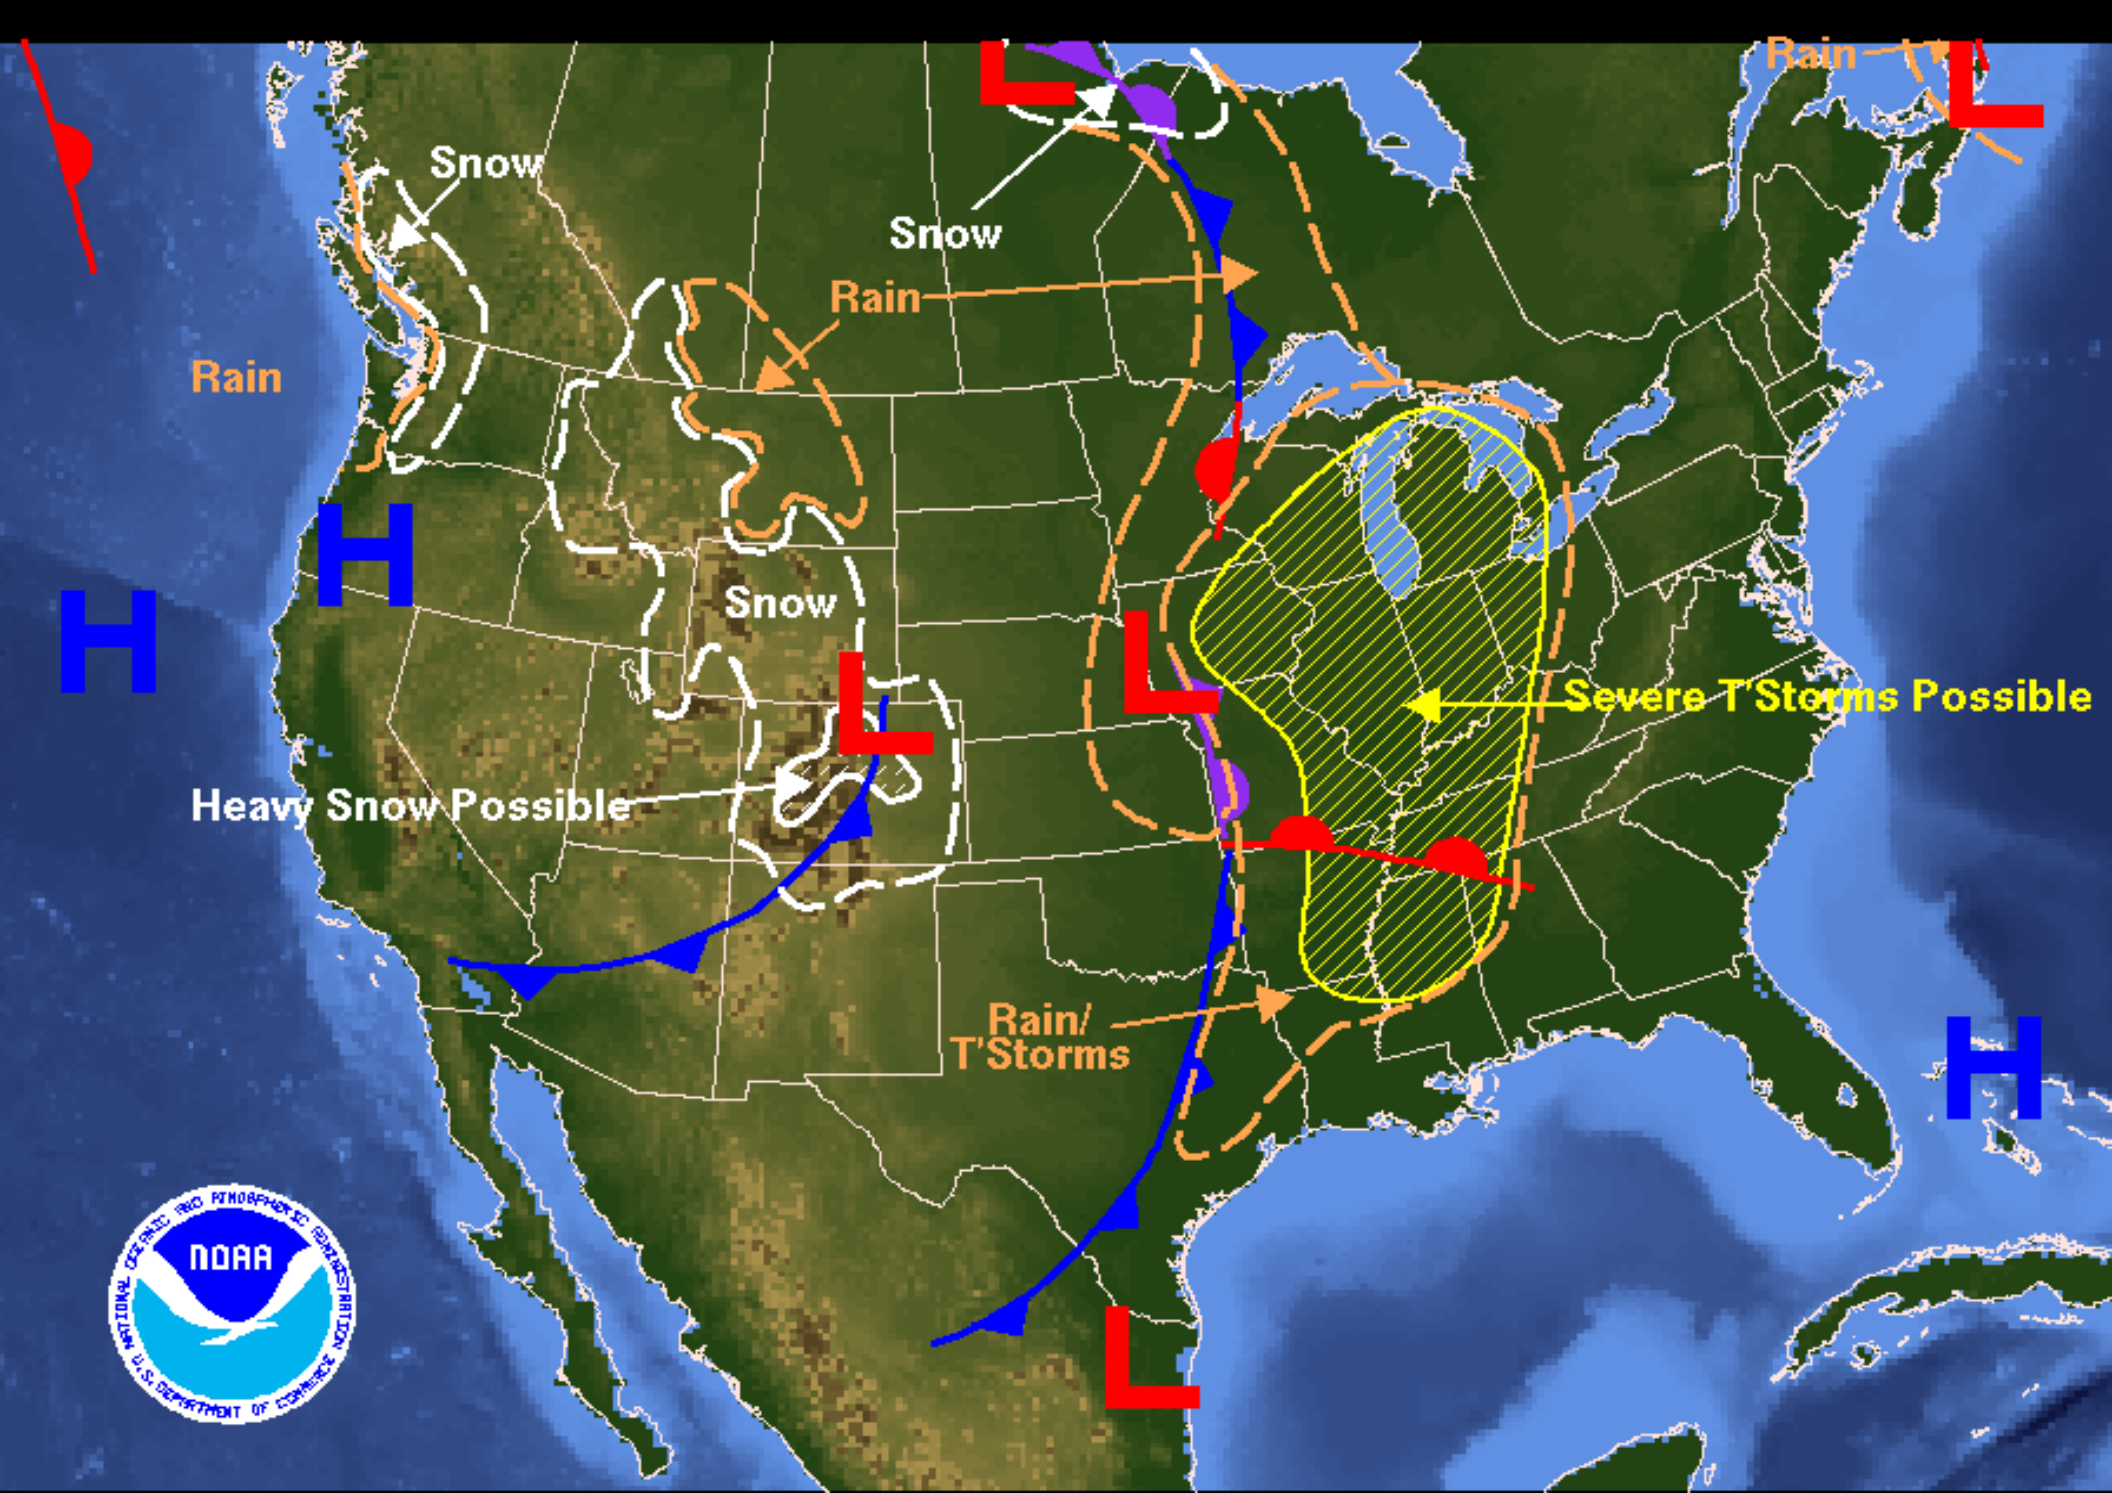 Rain
L
L
Snow
Snow
Rain
Rain
H
H
Snow
L
L
Severe T'Storms Possible
Heavy Snow Possible
Rain/
T'Storms
H
L
NATIONAL OCEANIC AND ATMOSPHERIC ADMINISTRATION
NOAA
U.S. DEPARTMENT OF COMMERCE